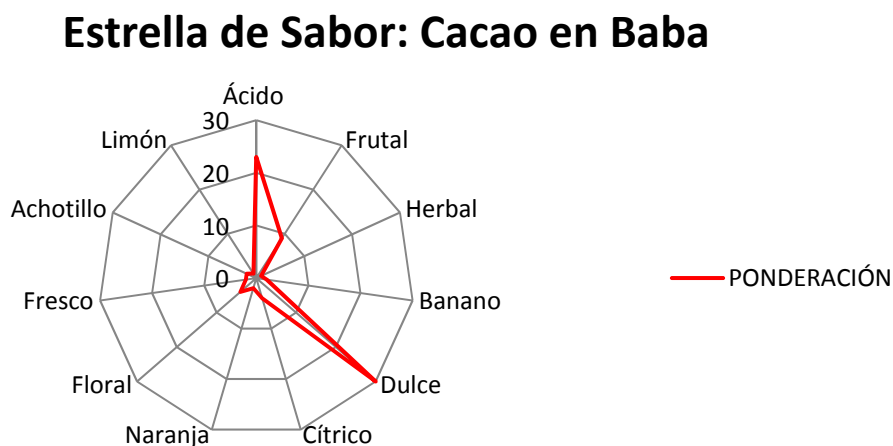 Estrella de Sabor: Cacao en Baba
Ácido
30
Limón
Frutal
20
Achotillo
Herbal
10
0
Fresco
Banano
PONDERACIÓN
Floral
Dulce
Naranja
Cítrico